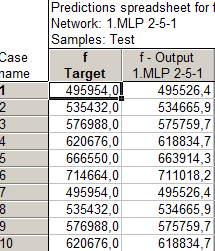 Predictions spreadsheet for f
Network: 1.MLP 2-5-1
Samples: Test
Case name f Target f - Output 1.MLP 2-5-1
1 495954,0 495526,4
2 535432,0 534665,9
3 576988,0 575759,7
4 620676,0 618834,7
5 666550,0 663914,3
6 714664,0 711018,2
7 495954,0 495526,4
8 535432,0 534665,9
9 576988,0 575759,7
10 620676,0 618834,7